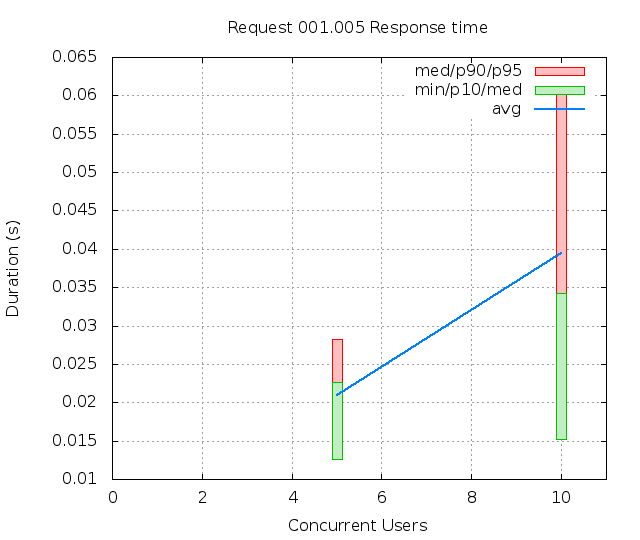 Request 001.005 Response time
0.065
0.06
0.055
0.05
0.045
0.04
0.035
0.03
0.025
0.02
0.015
0.01
Duration (s)
med/p90/p95
min/p10/med
avg
0 2 4 6 8 10
Concurrent Users